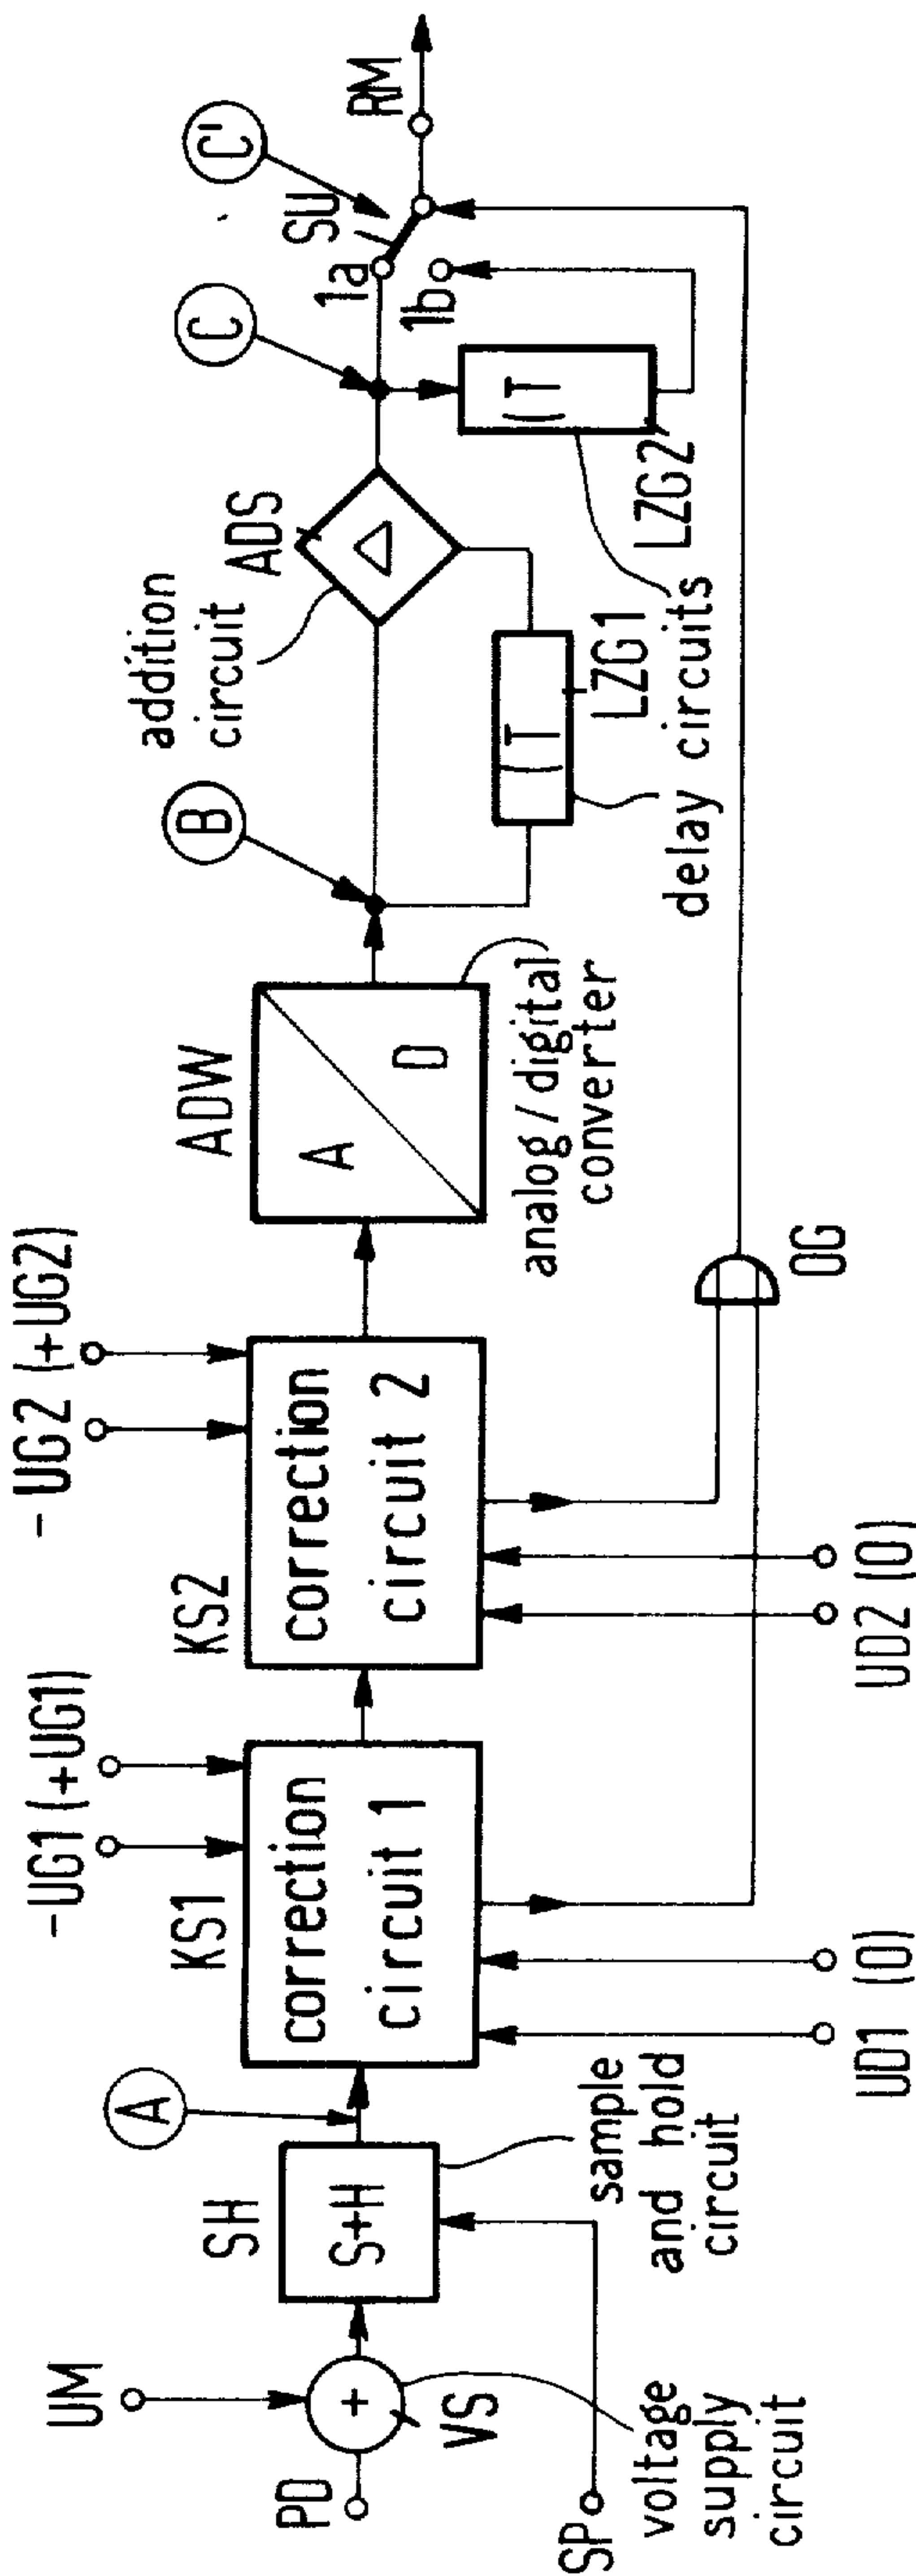 PD
UM
+
VS
voltage
supply
circuit
SP
SH
S+H
sample
and hold
circuit
A
-UG1 (+UG1)
KS1
correction
circuit 1
UD1 (0)
-UG2 (+UG2)
KS2
correction
circuit 2
UD2 (0)
OG
ADW
A
D
analog/digital
converter
B
addition
circuit
ADS
Δ
(T
LZG1
delay circuits
C
(T
LZG2'
1a
1b
SU
C'
RM